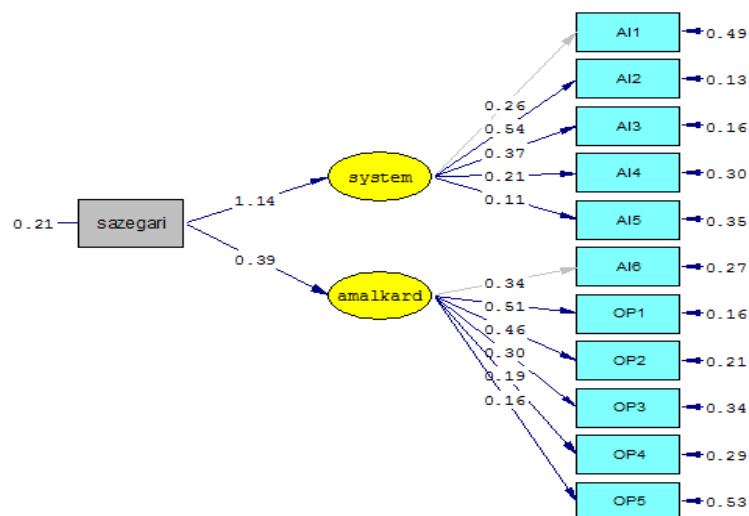 AI1
0.49
AI2
0.13
0.26
0.54
AI3
0.16
0.37
system
AI4
0.30
0.21
1.14
0.11
AI5
0.35
0.21
sazegari
0.39
AI6
0.27
0.34
amalkard
0.51
OP1
0.16
0.46
OP2
0.21
0.30
0.19
OP3
0.34
0.16
OP4
0.29
OP5
0.53